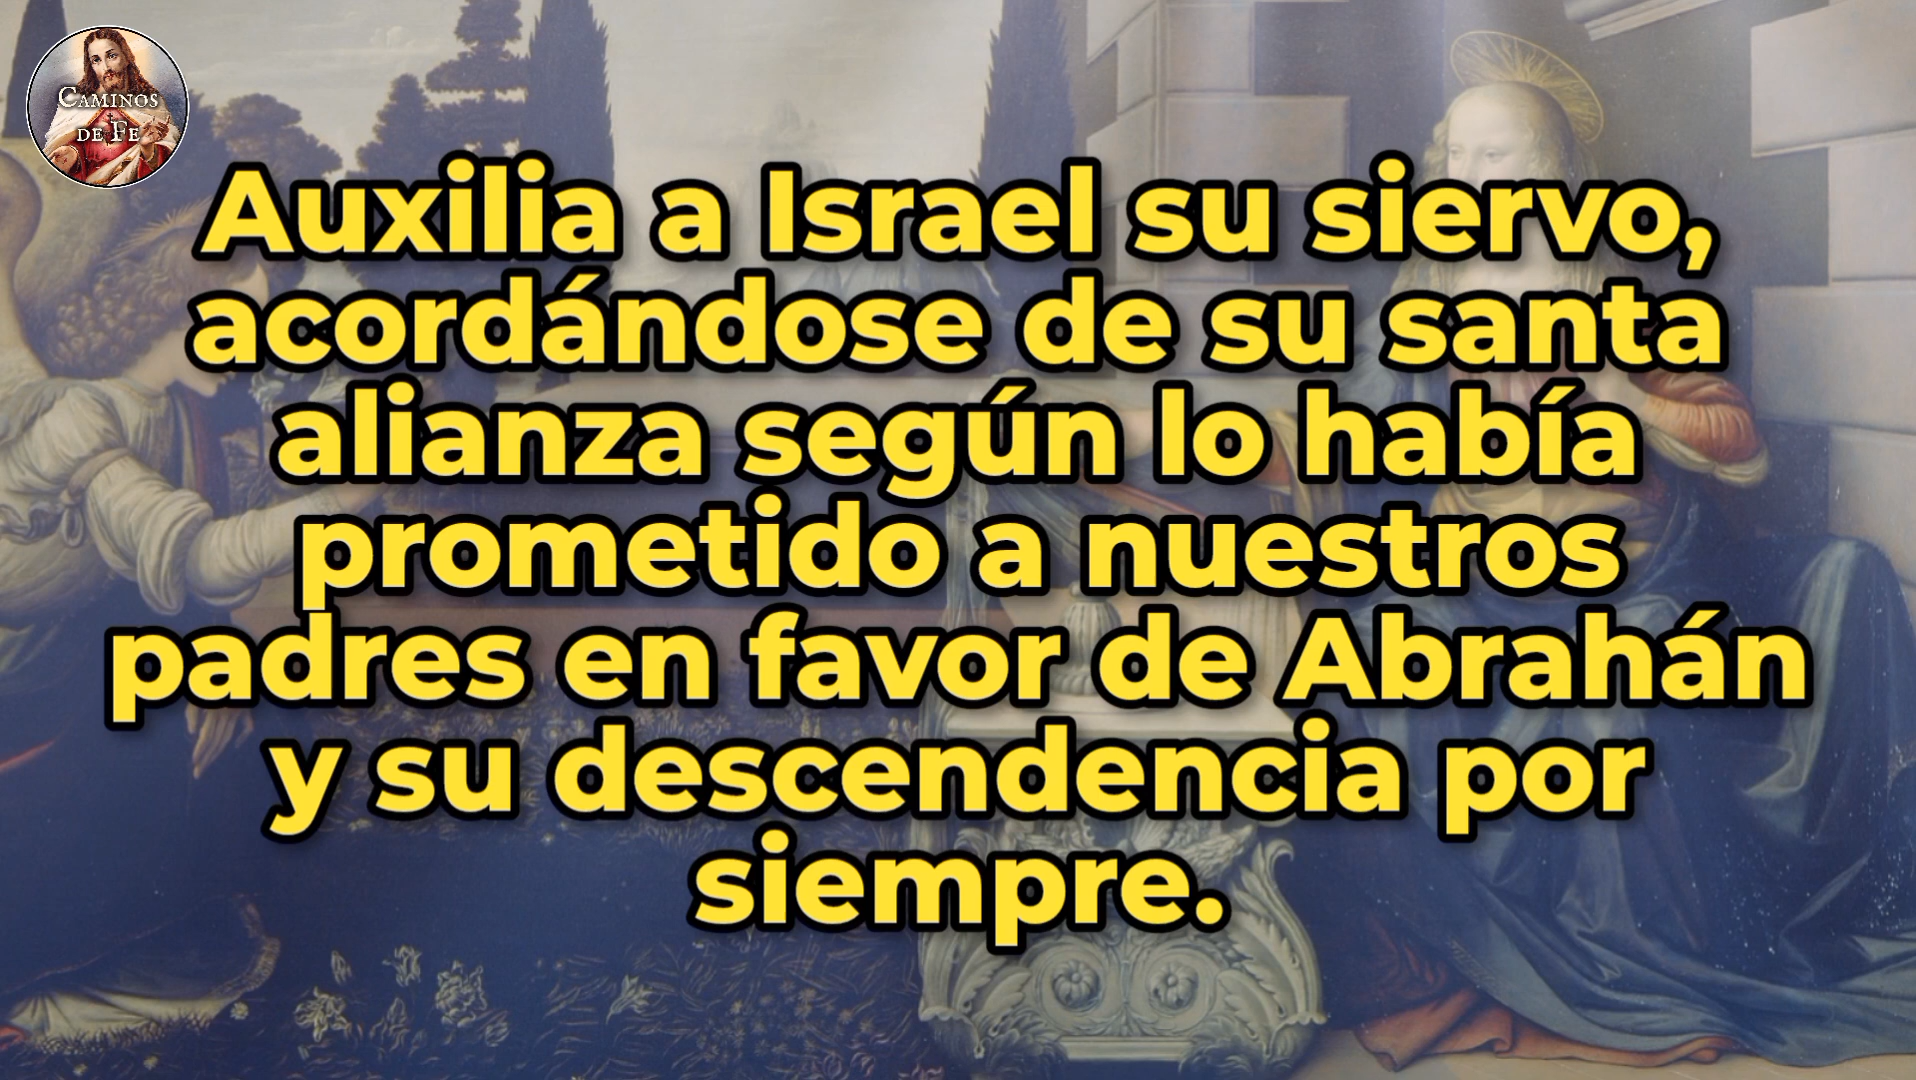 CAMINOS
DE FE
Auxilia a Israel su siervo,
acordándose de su santa
alianza según lo había
prometido a nuestros
padres en favor de Abrahán
y su descendencia por
siempre.